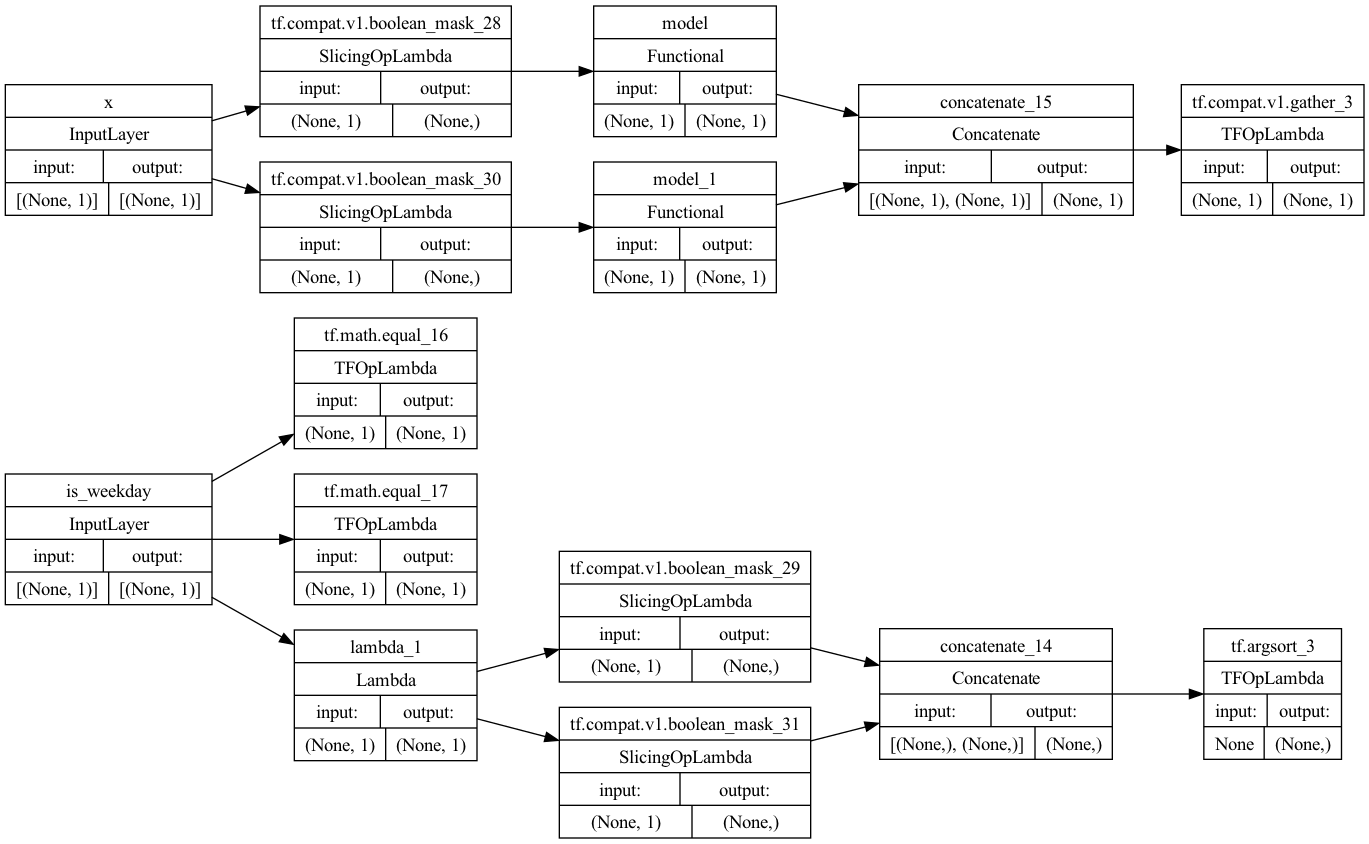 x
InputLayer
input: output:
[(None, 1)] [(None, 1)]
tf.compat.v1.boolean_mask_28
SlicingOpLambda
input: output:
(None, 1) (None,)
tf.compat.v1.boolean_mask_30
SlicingOpLambda
input: output:
(None, 1) (None,)
model
Functional
input: output:
(None, 1) (None, 1)
model_1
Functional
input: output:
(None, 1) (None, 1)
concatenate_15
Concatenate
input: output:
[(None, 1), (None, 1)] (None, 1)
tf.compat.v1.gather_3
TFOpLambda
input: output:
(None, 1) (None, 1)
is_weekday
InputLayer
input: output:
[(None, 1)] [(None, 1)]
tf.math.equal_16
TFOpLambda
input: output:
(None, 1) (None, 1)
tf.math.equal_17
TFOpLambda
input: output:
(None, 1) (None, 1)
lambda_1
Lambda
input: output:
(None, 1) (None, 1)
tf.compat.v1.boolean_mask_29
SlicingOpLambda
input: output:
(None, 1) (None,)
tf.compat.v1.boolean_mask_31
SlicingOpLambda
input: output:
(None, 1) (None,)
concatenate_14
Concatenate
input: output:
[(None,), (None,)] (None,)
tf.argsort_3
TFOpLambda
input: output:
None (None,)